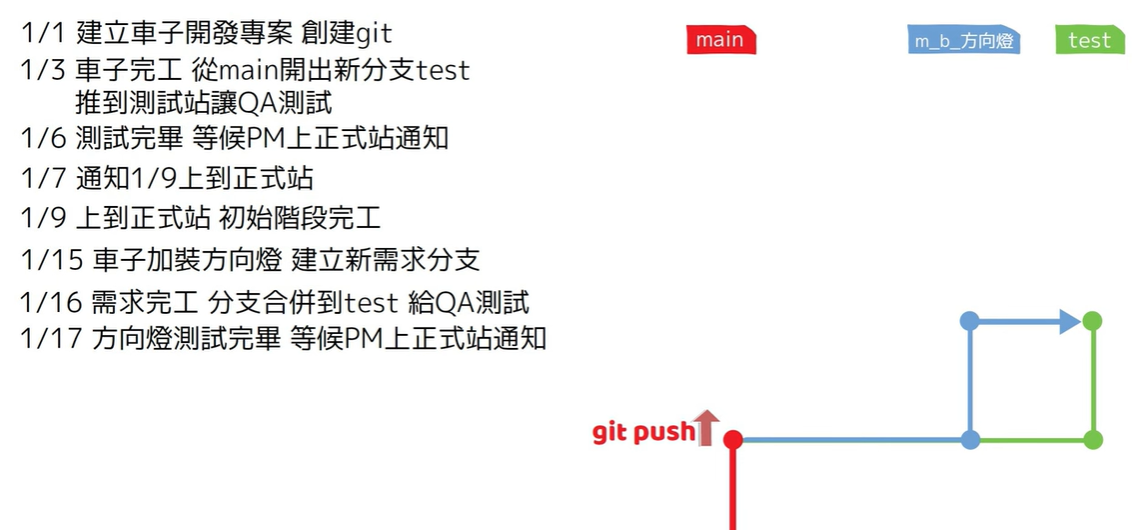 1/1 建立車子開發專案 創建git
1/3 車子完工 從main開出新分支test
推到測試站讓QA測試
1/6 測試完畢 等候PM上正式站通知
1/7 通知1/9上到正式站
1/9 上到正式站 初始階段完工
1/15 車子加裝方向燈 建立新需求分支
1/16 需求完工 分支合併到test 給QA測試
1/17 方向燈測試完畢 等候PM上正式站通知
main
m_b_方向燈
test
git push